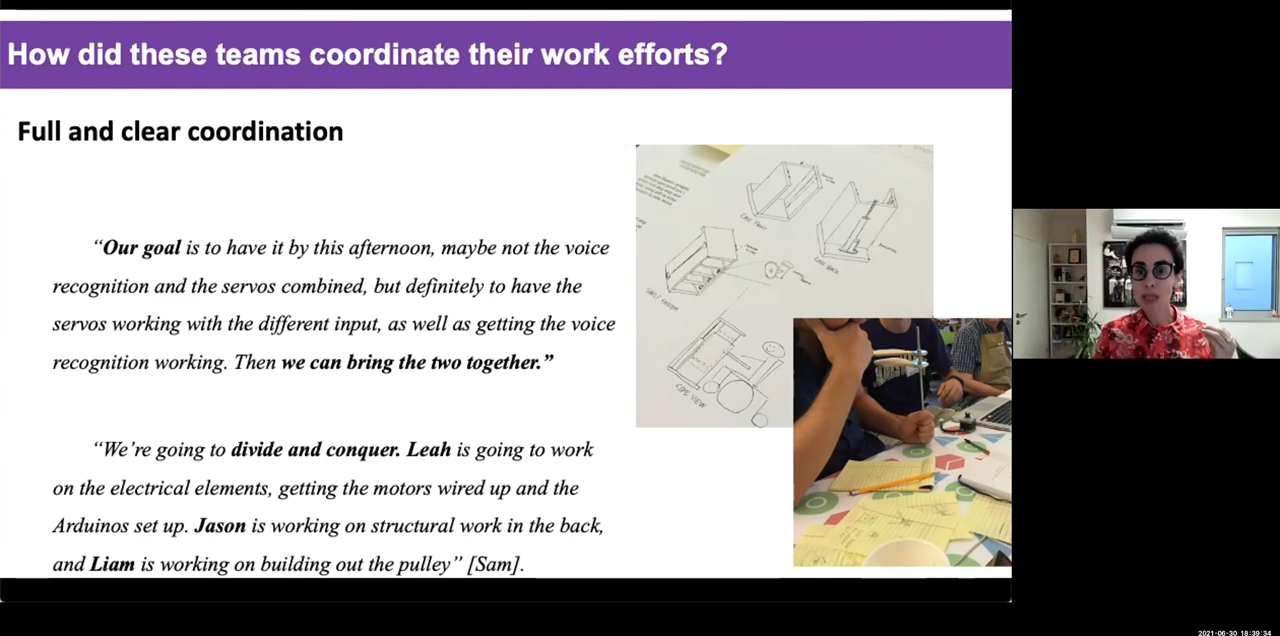 How did these teams coordinate their work efforts?
Full and clear coordination
“Our goal is to have it by this afternoon, maybe not the voice
recognition and the servos combined, but definitely to have the
servos working with the different input, as well as getting the voice
recognition working. Then we can bring the two together.”
“We’re going to divide and conquer. Leah is going to work
on the electrical elements, getting the motors wired up and the
Arduinos set up. Jason is working on structural work in the back,
and Liam is working on building out the pulley” [Sam].
SIDE VIEW
2021-06-30 18:39:34